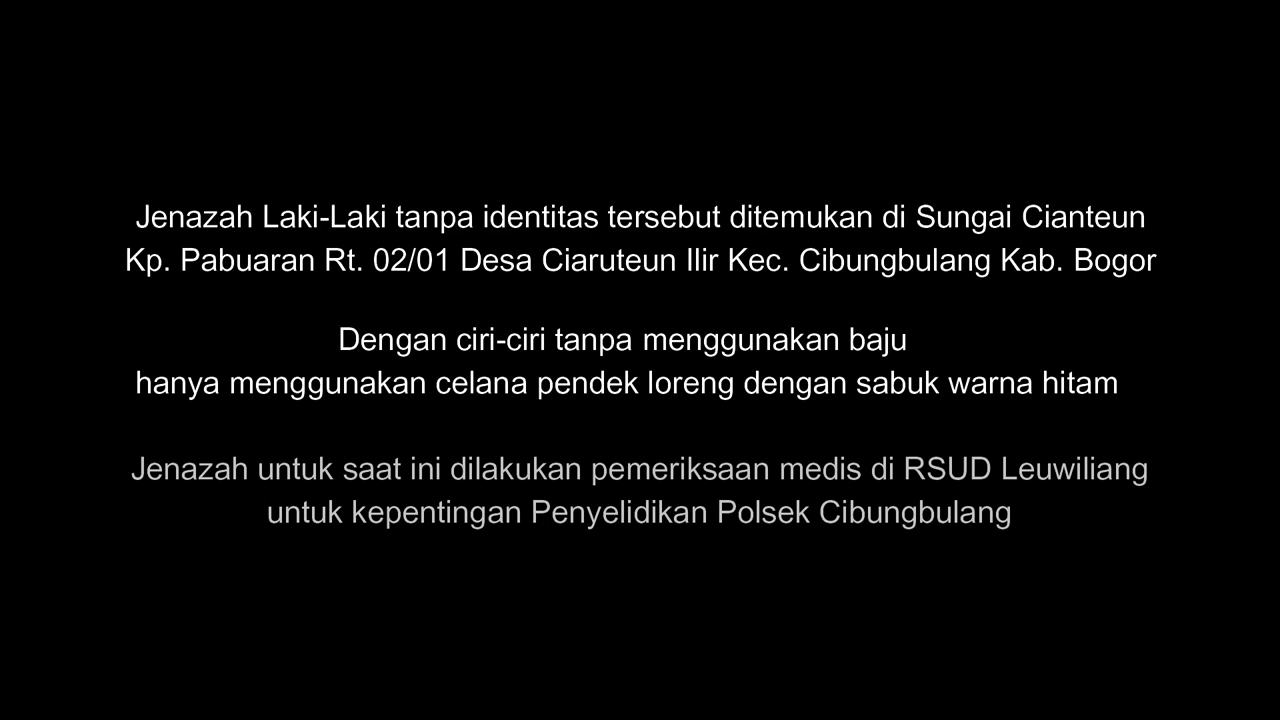 Jenazah Laki-Laki tanpa identitas tersebut ditemukan di Sungai Cianteun
Kp. Pabuaran Rt. 02/01 Desa Ciaruteun Ilir Kec. Cibungbulang Kab. Bogor
Dengan ciri-ciri tanpa menggunakan baju
hanya menggunakan celana pendek loreng dengan sabuk warna hitam
Jenazah untuk saat ini dilakukan pemeriksaan medis di RSUD Leuwiliang
untuk kepentingan Penyelidikan Polsek Cibungbulang